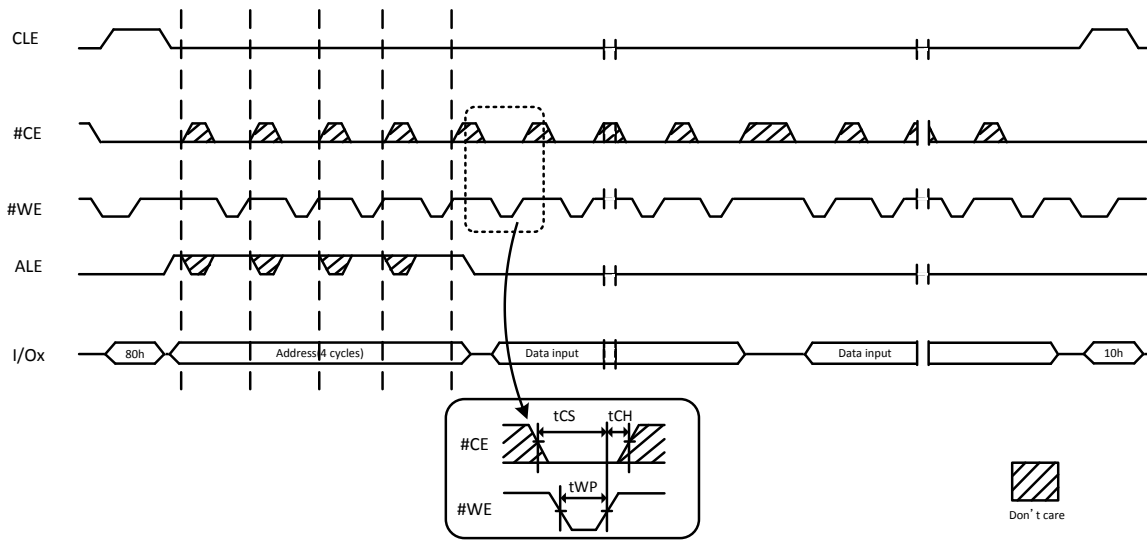 CLE
#CE
#WE
ALE
I/Ox
80h
Address(4 cycles)
Data input
Data input
10h
tCS
tCH
#CE
tWP
#WE
Don't care